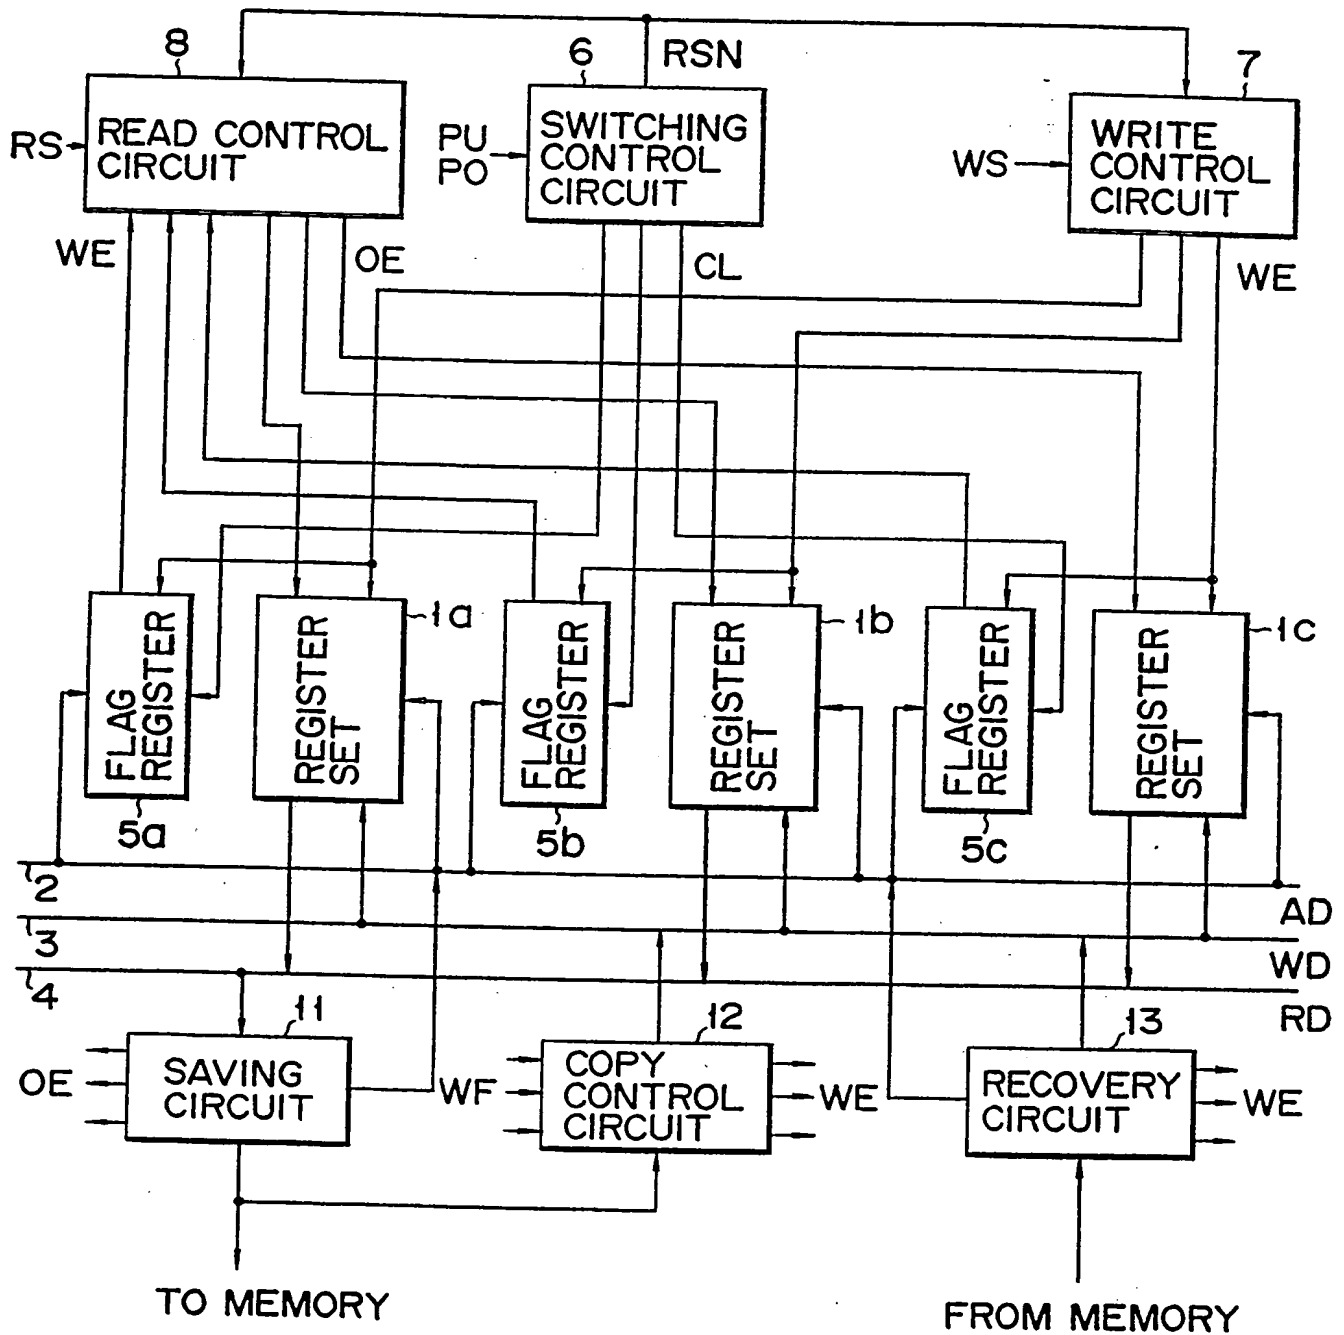 8
6
RSN
7
RS
READ CONTROL
CIRCUIT
PU
PO
SWITCHING
CONTROL
CIRCUIT
WS
WRITE
CONTROL
CIRCUIT
WE
OE
CL
WE
FLAG
REGISTER
5a
REGISTER
SET
1a
FLAG
REGISTER
5b
REGISTER
SET
1b
FLAG
REGISTER
5c
REGISTER
SET
1c
2
AD
3
WD
4
RD
11
12
13
OE
SAVING
CIRCUIT
WF
COPY
CONTROL
CIRCUIT
WE
RECOVERY
CIRCUIT
WE
TO MEMORY
FROM MEMORY